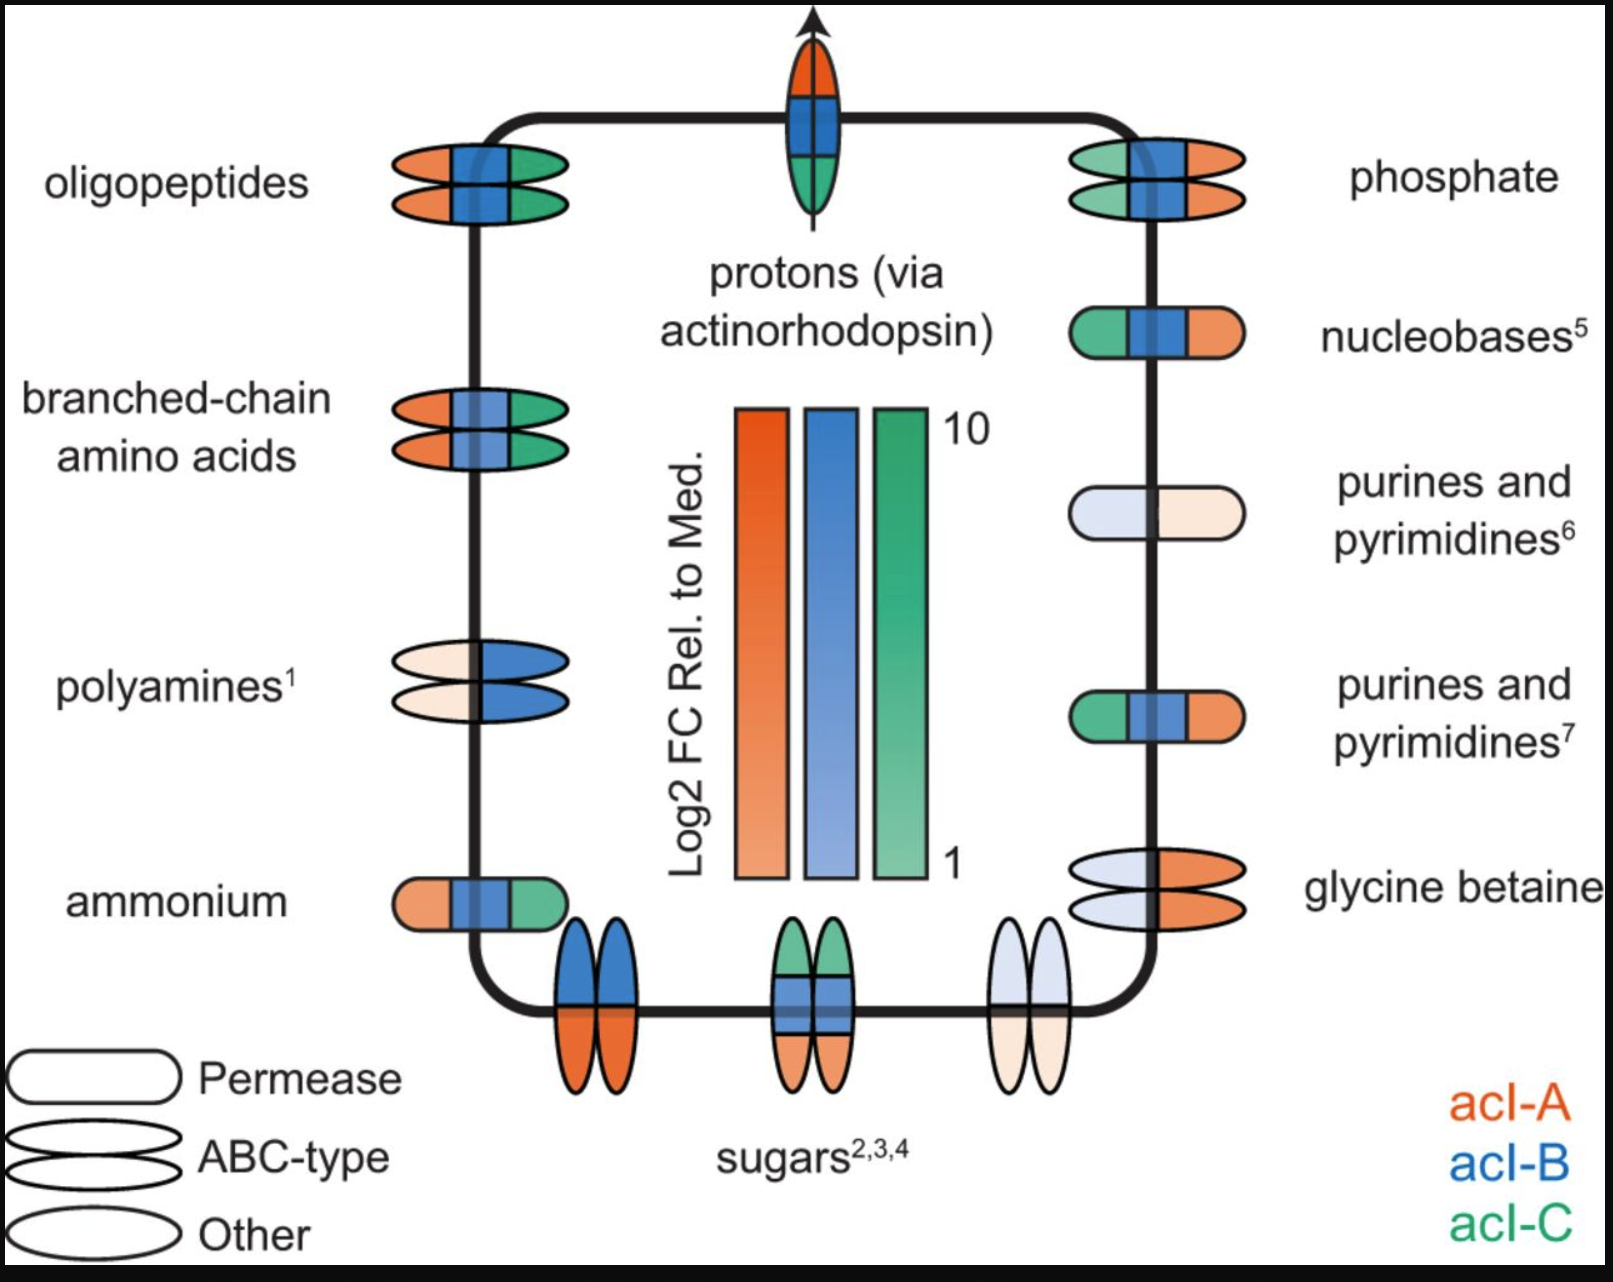 oligopeptides
branched-chain
amino acids
polyamines¹
ammonium
protons (via
actinorhodopsin)
Log2 FC Rel. to Med.
10
1
phosphate
nucleobases⁵
purines and
pyrimidines⁶
purines and
pyrimidines⁷
glycine betaine
sugars²,³,⁴
Permease
ABC-type
Other
acI-A
acI-B
acI-C